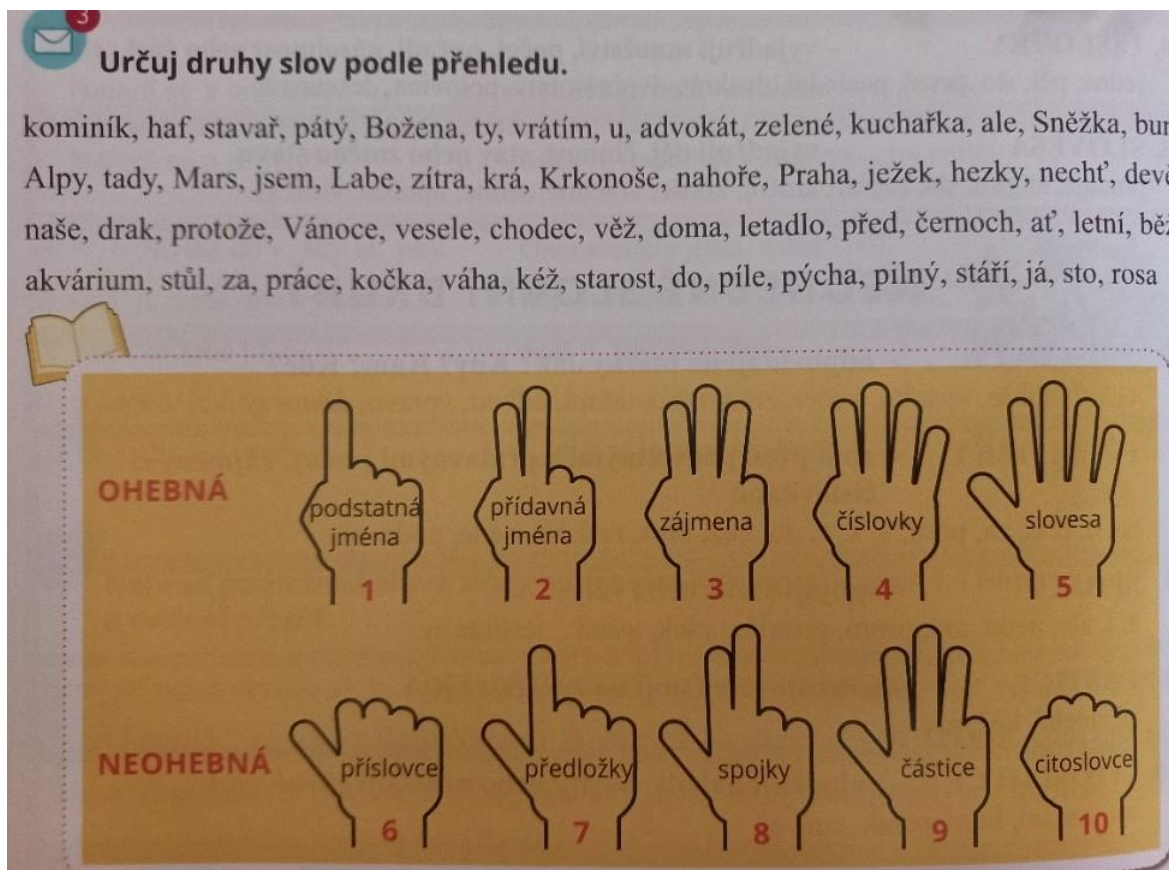 3
Určuj druhy slov podle přehledu.
kominík, haf, stavař, pátý, Božena, ty, vrátím, u, advokát, zelené, kuchařka, ale, Sněžka,
Alpy, tady, Mars, jsem, Labe, zítra, krá, Krkonoše, nahoře, Praha, ježek, hezky, nechť,
naše, drak, protože, Vánoce, vesele, chodec, věž, doma, letadlo, před, černoch, ať, letní,
akvárium, stůl, za, práce, kočka, váha, kéž, starost, do, píle, pýcha, pilný, stáří, já, sto, rosa
OHEBNÁ
podstatná
jména
1
přídavná
jména
2
zájmena
3
číslovky
4
slovesa
5
NEOHEBNÁ
příslovce
6
předložky
7
spojky
8
částice
9
citoslovce
10